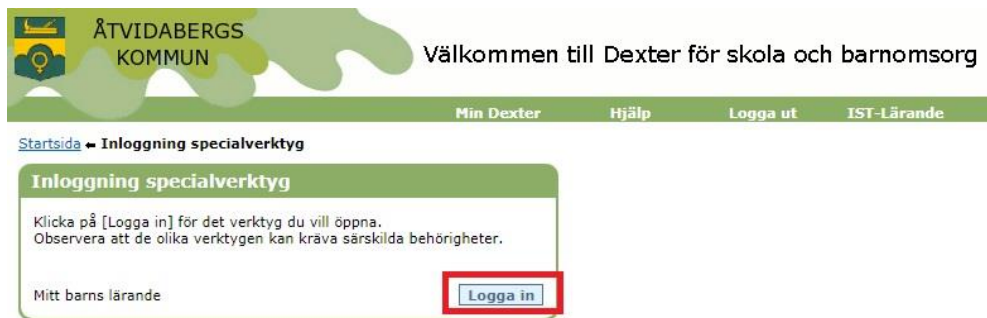 ÅTVIDABERGS
KOMMUN
Välkommen till Dexter för skola och barnomsorg
Min Dexter Hjälp Logga ut IST-Lärande
Startsida ← Inloggning specialverktyg
Inloggning specialverktyg
Klicka på [Logga in] för det verktyg du vill öppna.
Observera att de olika verktygen kan kräva särskilda behörigheter.
Mitt barns lärande Logga in